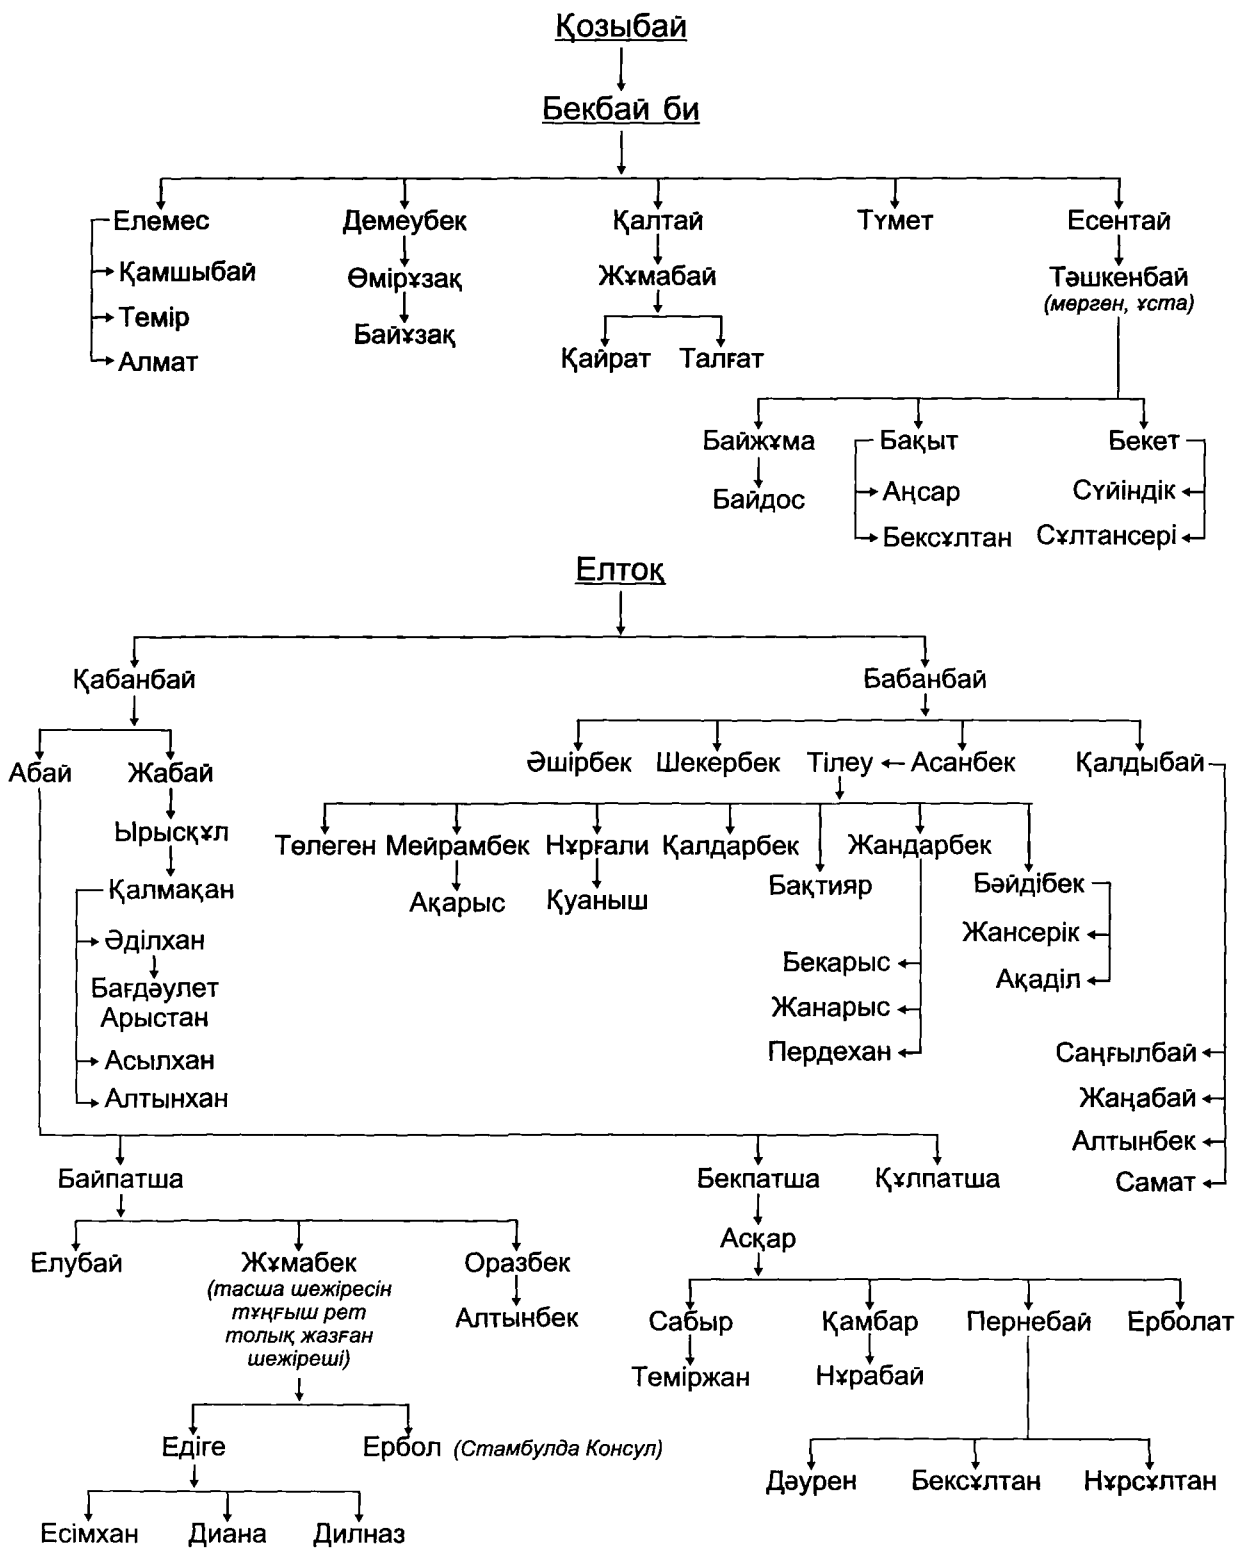 Қозыбай
Бекбай би
Елемес Демеубек Қалтай Түмет Есентай
Қамшыбай Өмірұзақ Жұмабай Тәшкенбай
(мөргөн, ұста)
Темір Байұзақ
Алмат Қайрат Талғат
Байжұма Бақыт Бекет
Байдос Аңсар Сүйіндік
Бексұлтан Сұлтансері
Елтоқ
Қабанбай Бабанбай
Абай Жабай Әшірбек Шекербек Тілеу Асанбек Қалдыбай
Ырысқұл Төлеген Мейрамбек Нұрғали Қалдарбек Жандарбек
Қалмақан Ақарыс Қуаныш Бақтияр Бәйдібек
Әділхан Жансерік
Бағдәулет Бекарыс Ақаділ
Арыстан Жанарыс
Асылхан Пердехан Саңғылбай
Алтынхан Жаңабай
Алтынбек
Байпатша Бекпатша Құлпатша Самат
Асқар
Елубай Жұмабек Оразбек
(тасша шежіресін
тұңғыш рет
толық жазған
шежіреші)
Алтынбек Сабыр Қамбар Пернебай Ерболат
Теміржан Нұрабай
Едіге Ербол (Стамбулда Консул)
Дәурен Бексұлтан Нұрсұлтан
Есімхан Диана Дилназ